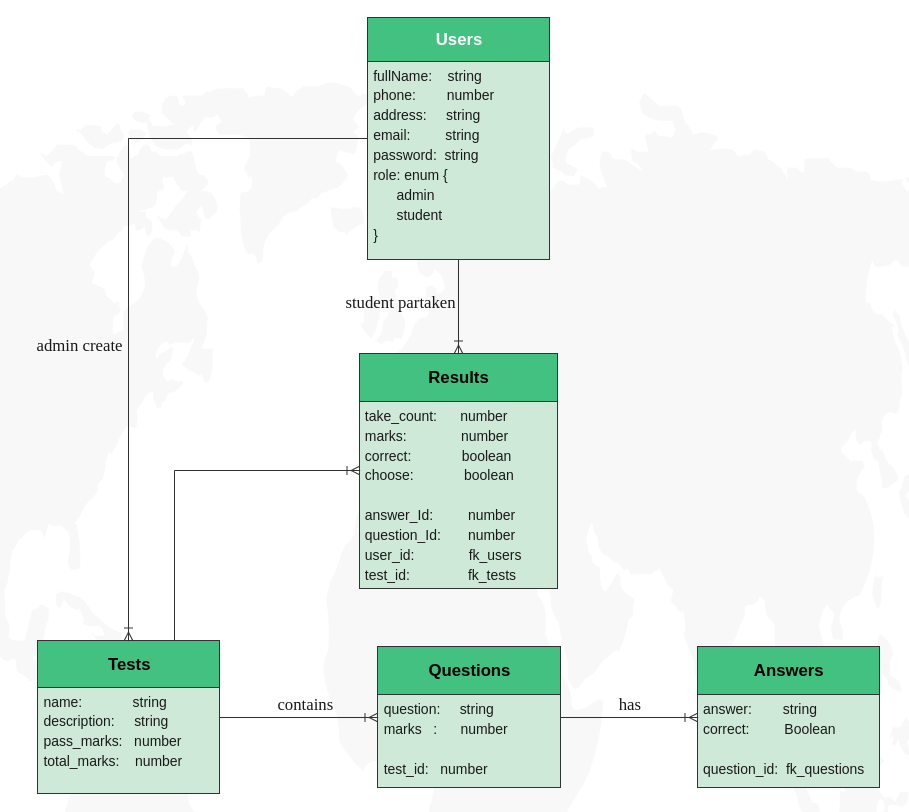 Users
fullName: string
phone: number
address: string
email: string
password: string
role: enum {
admin
student
}
student partaken
admin create
Results
take_count: number
marks: number
correct: boolean
choose: boolean
answer_Id: number
question_Id: number
user_id: fk_users
test_id: fk_tests
Tests
name: string
description: string
pass_marks: number
total_marks: number
contains
Questions
question: string
marks : number
test_id: number
has
Answers
answer: string
correct: Boolean
question_id: fk_questions